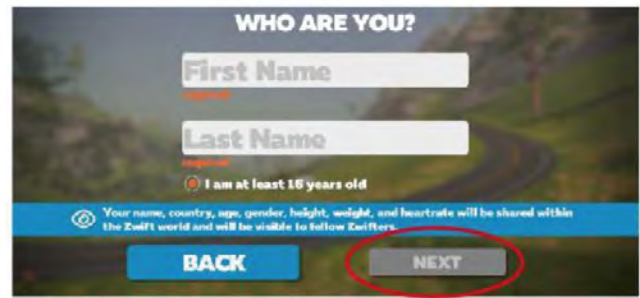 WHO ARE YOU?
First Name
required
Last Name
required
I am at least 16 years old
Your name, country, age, gender, height, weight, and heartrate will be shared within
the Zwift world and will be visible to fellow Zwifters.
BACK
NEXT